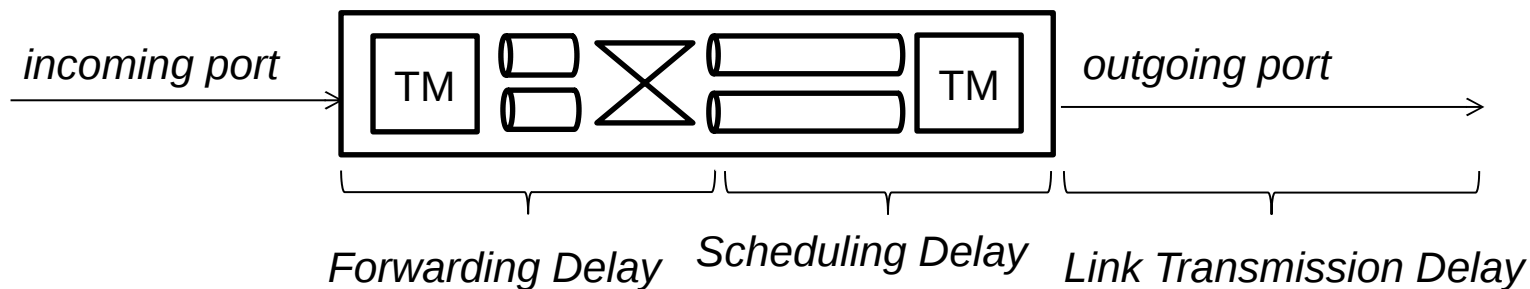 incoming port
TM
TM
outgoing port
Forwarding Delay
Scheduling Delay
Link Transmission Delay